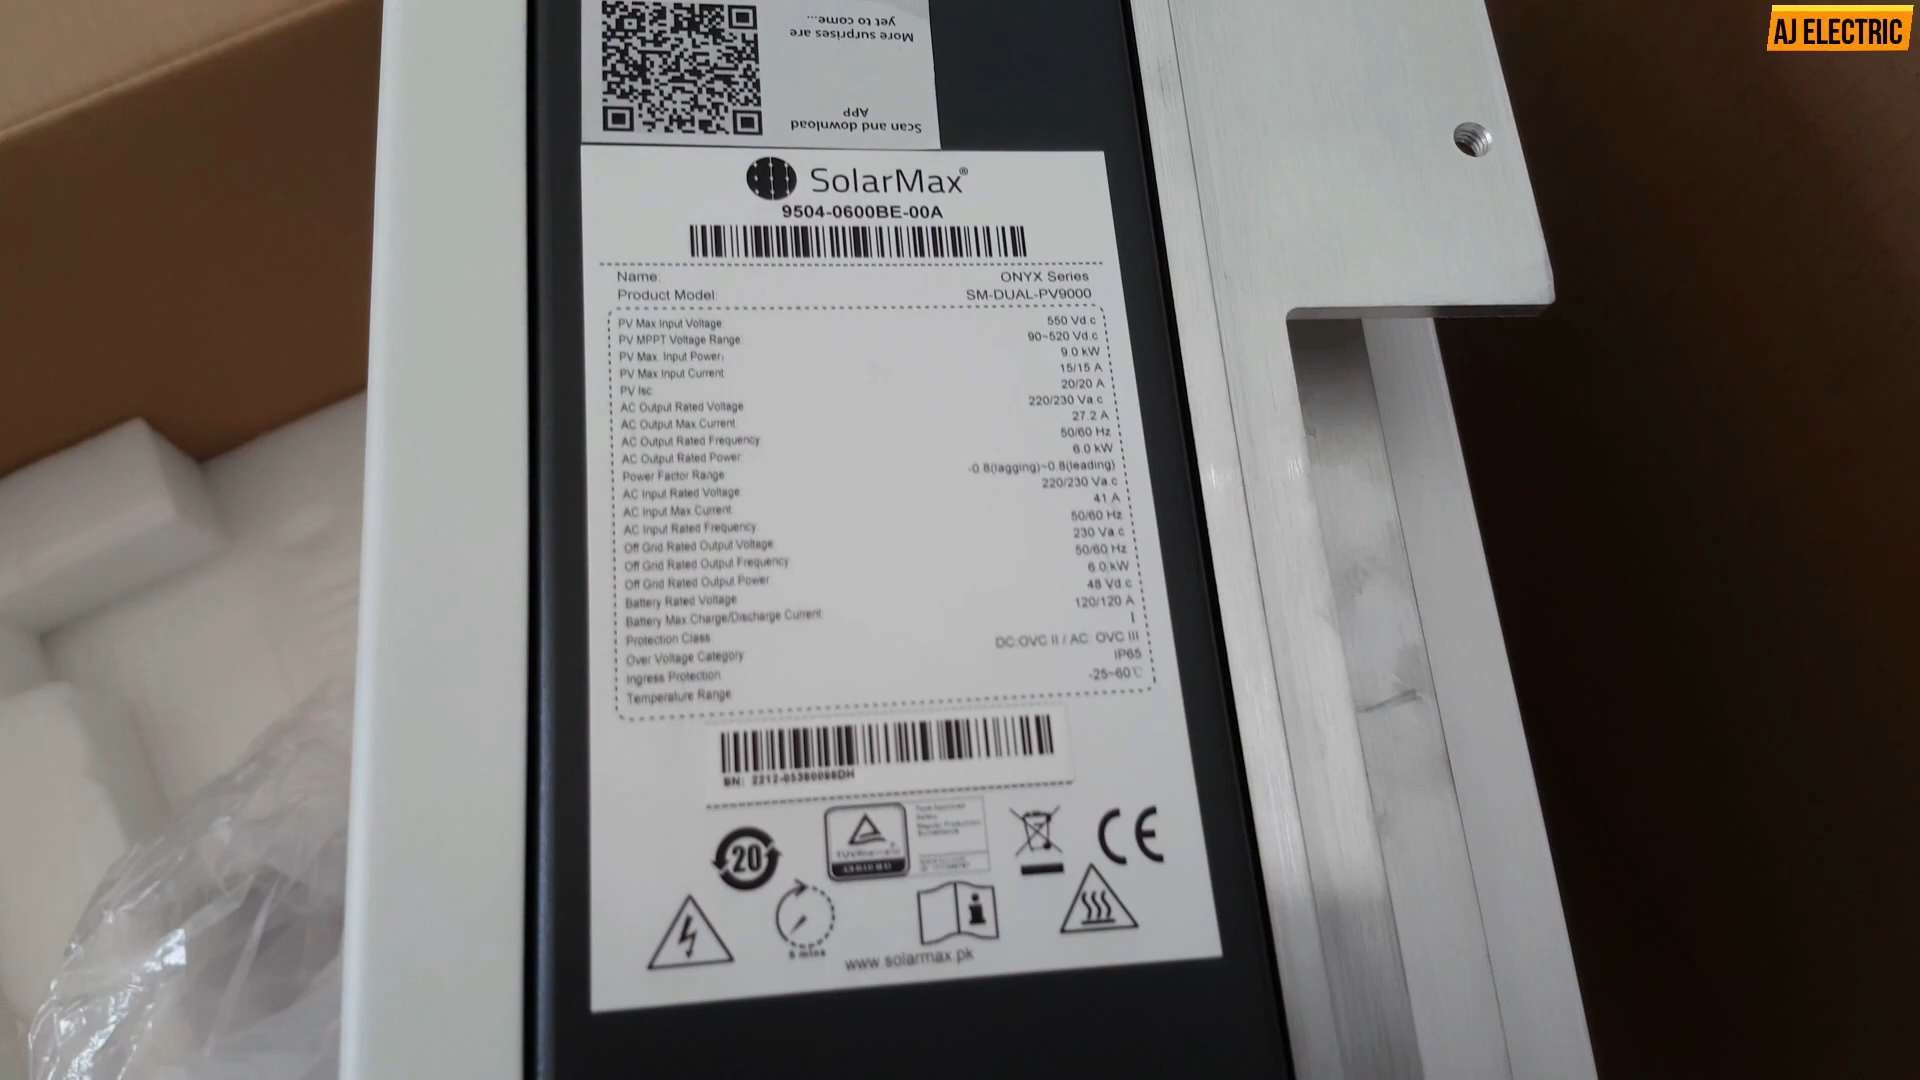 AJ ELECTRIC
Scan and download
APP
More surprises are
yet to come...
SolarMax®
9504-0600BE-00A
Name: ONYX Series
Product Model: SM-DUAL-PV9000
PV Max.Input Voltage: 550 Vd.c
PV MPPT Voltage Range: 90~520 Vd.c
PV Max. Input Power: 9.0 kW
PV Max Input Current: 15/15 A
PV Isc: 20/20 A
AC Output Rated Voltage: 220/230 Va.c
AC Output Max.Current: 27.2 A
AC Output Rated Frequency: 50/60 Hz
AC Output Rated Power: 6.0 kW
Power Factor Range -0.8(lagging)~0.8(leading)
AC Input Rated Voltage: 220/230 Va.c
AC Input Max Current: 41 A
AC Input Rated Frequency: 50/60 Hz
Off Grid Rated Output Voltage 230 Va.c
Off Grid Rated Output Frequency 50/60 Hz
Off Grid Rated Output Power 6.0 kW
Battery Rated Voltage 48 Vd.c
Battery Max.Charge/Discharge Current 120/120 A
Protection Class I
Over Voltage Category DC:OVC II / AC: OVC III
Ingress Protection IP65
Temperature Range -25~60℃
SN: 2212-
20
TÜVRheinland
CERTIFIED
CE
5 mins
www.solarmax.pk